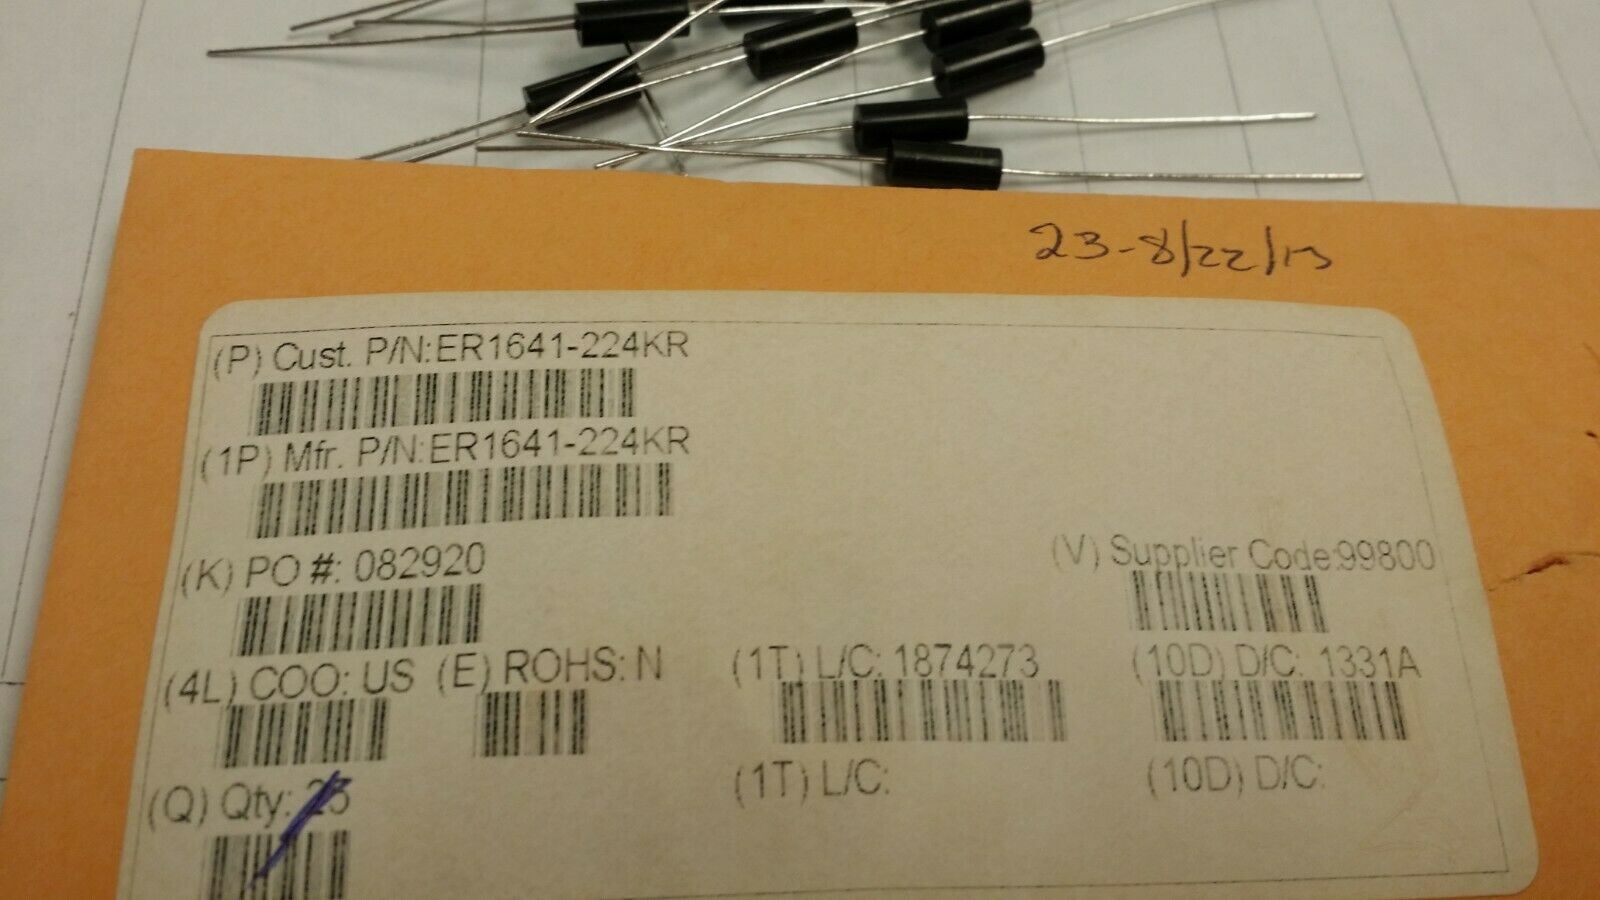 23-8/22/13
(P) Cust. P/N:ER1641-224KR
(1P) Mfr. P/N:ER1641-224KR
(K) PO #: 082920
(V) Supplier Code:99800
(4L) COO: US (E) ROHS: N (1T) L/C: 1874273 (10D) D/C: 1331A
(Q) Qty: 25 (1T) L/C: (10D) D/C: